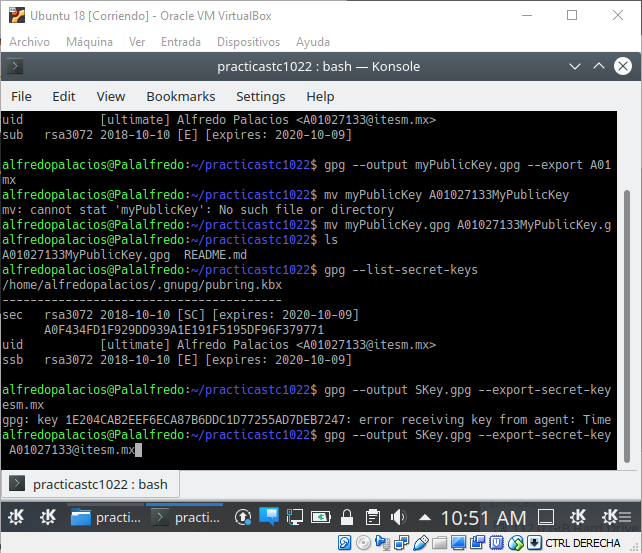 Ubuntu 18 [Corriendo] - Oracle VM VirtualBox
Archivo Máquina Ver Entrada Dispositivos Ayuda
practicastc1022 : bash — Konsole
File Edit View Bookmarks Settings Help
uid [ultimate] Alfredo Palacios <A01027133@itesm.mx>
sub rsa3072 2018-10-10 [E] [expires: 2020-10-09]
alfredopalacios@Palalfredo:~/practicastc1022$ gpg --output myPublicKey.gpg --export A01
mx
alfredopalacios@Palalfredo:~/practicastc1022$ mv myPublicKey A01027133MyPublicKey
mv: cannot stat 'myPublicKey': No such file or directory
alfredopalacios@Palalfredo:~/practicastc1022$ mv myPublicKey.gpg A01027133MyPublicKey.g
alfredopalacios@Palalfredo:~/practicastc1022$ ls
A01027133MyPublicKey.gpg README.md
alfredopalacios@Palalfredo:~/practicastc1022$ gpg --list-secret-keys
/home/alfredopalacios/.gnupg/pubring.kbx
----------------------------------------
sec rsa3072 2018-10-10 [SC] [expires: 2020-10-09]
A0F434FD1F929DD939A1E191F5195DF96F379771
uid [ultimate] Alfredo Palacios <A01027133@itesm.mx>
ssb rsa3072 2018-10-10 [E] [expires: 2020-10-09]
alfredopalacios@Palalfredo:~/practicastc1022$ gpg --output SKey.gpg --export-secret-key
esm.mx
gpg: key 1E204CAB2EEF6ECA87B6DDC1D77255AD7DEB7247: error receiving key from agent: Time
alfredopalacios@Palalfredo:~/practicastc1022$ gpg --output SKey.gpg --export-secret-key
A01027133@itesm.mx
practicastc1022 : bash
practi... practi... 10:51 AM
CTRL DERECHA